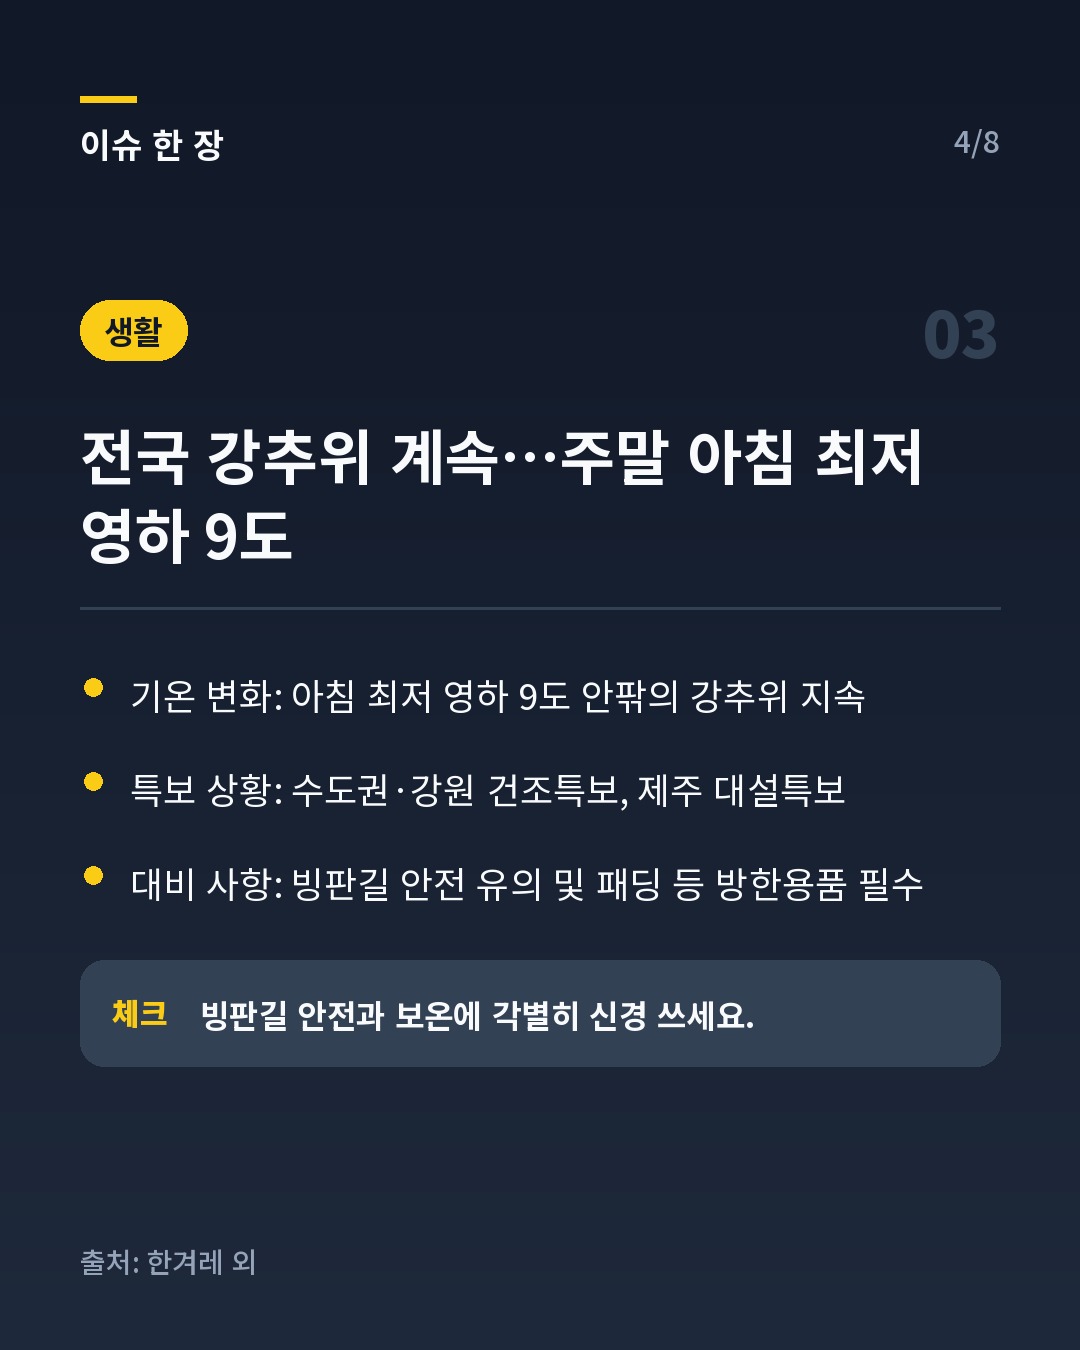 이슈 한 장
4/8
생활
03
전국 강추위 계속…주말 아침 최저
영하 9도
기온 변화: 아침 최저 영하 9도 안팎의 강추위 지속
특보 상황: 수도권·강원 건조특보, 제주 대설특보
대비 사항: 빙판길 안전 유의 및 패딩 등 방한용품 필수
체크 빙판길 안전과 보온에 각별히 신경 쓰세요.
출처: 한겨레 외